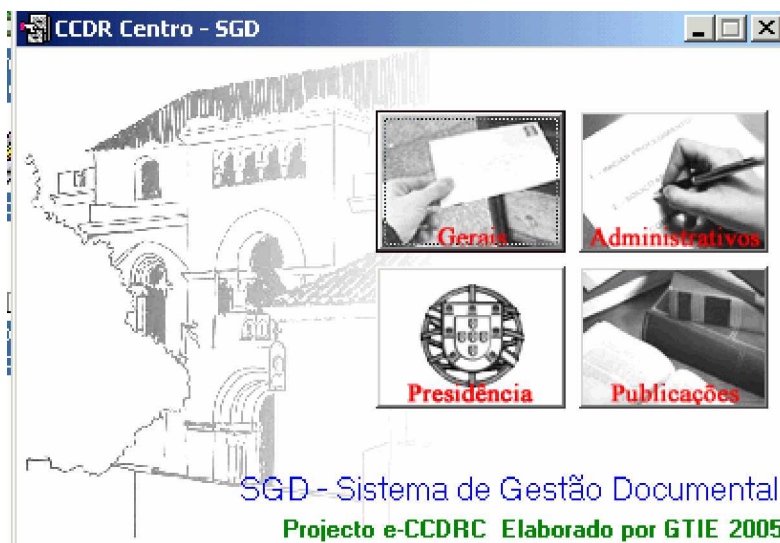 CCDR Centro - SGD
Gerais
Administrativos
Presidência
Publicações
SGD - Sistema de Gestão Documental
Projecto e-CCDRC Elaborado por GTIE 2005